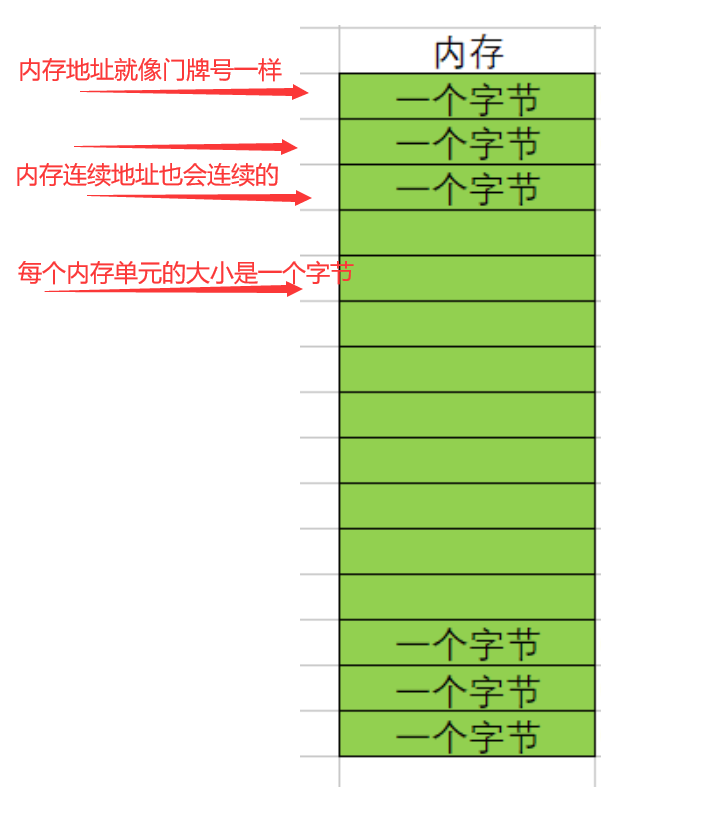 内存
内存地址就像门牌号一样
一个字节
一个字节
内存连续地址也会连续的
一个字节
每个内存单元的大小是一个字节
一个字节
一个字节
一个字节